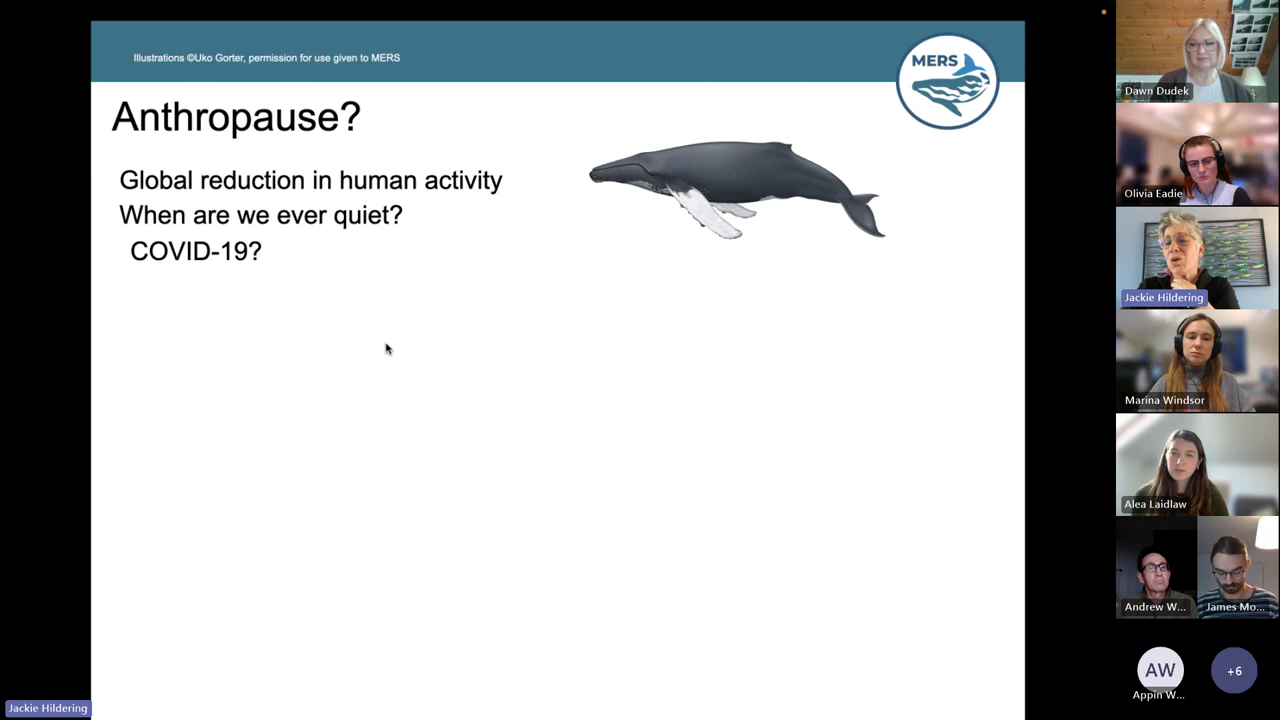 Illustrations ©Uko Gorter, permission for use given to MERS
MERS
Anthropause?
Global reduction in human activity
When are we ever quiet?
COVID-19?
Dawn Dudek
Olivia Eadie
Jackie Hildering
Marina Windsor
Alea Laidlaw
Andrew W...
James Mo...
AW
Appin W...
+6
Jackie Hildering